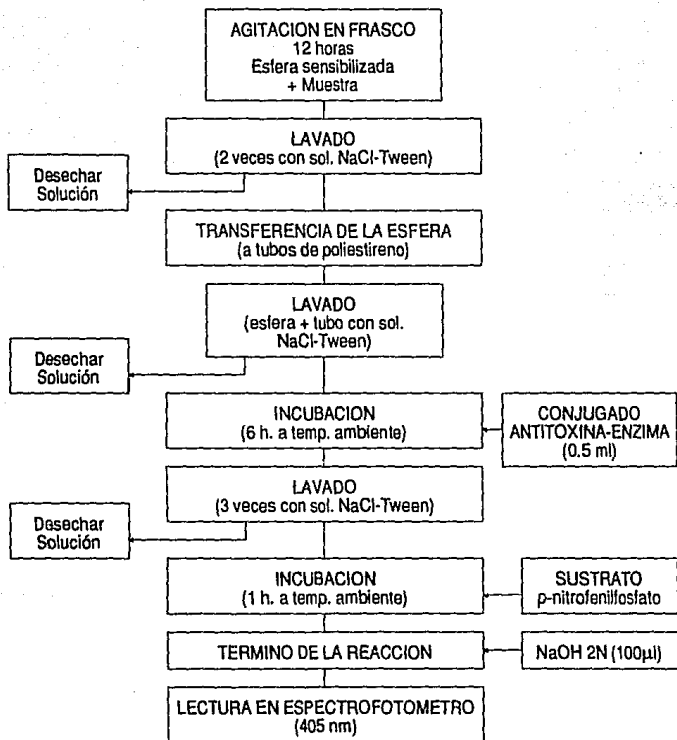 AGITACION EN FRASCO
12 horas
Esfera sensibilizada
+ Muestra
LAVADO
(2 veces con sol. NaCl-Tween)
Desechar
Solución
TRANSFERENCIA DE LA ESFERA
(a tubos de poliestireno)
LAVADO
(esfera + tubo con sol.
NaCl-Tween)
Desechar
Solución
INCUBACION
(6 h. a temp. ambiente)
CONJUGADO
ANTITOXINA-ENZIMA
(0.5 ml)
LAVADO
(3 veces con sol. NaCl-Tween)
Desechar
Solución
INCUBACION
(1 h. a temp. ambiente)
SUSTRATO
p-nitrofenilfosfato
TERMINO DE LA REACCION
NaOH 2N (100µl)
LECTURA EN ESPECTROFOTOMETRO
(405 nm)